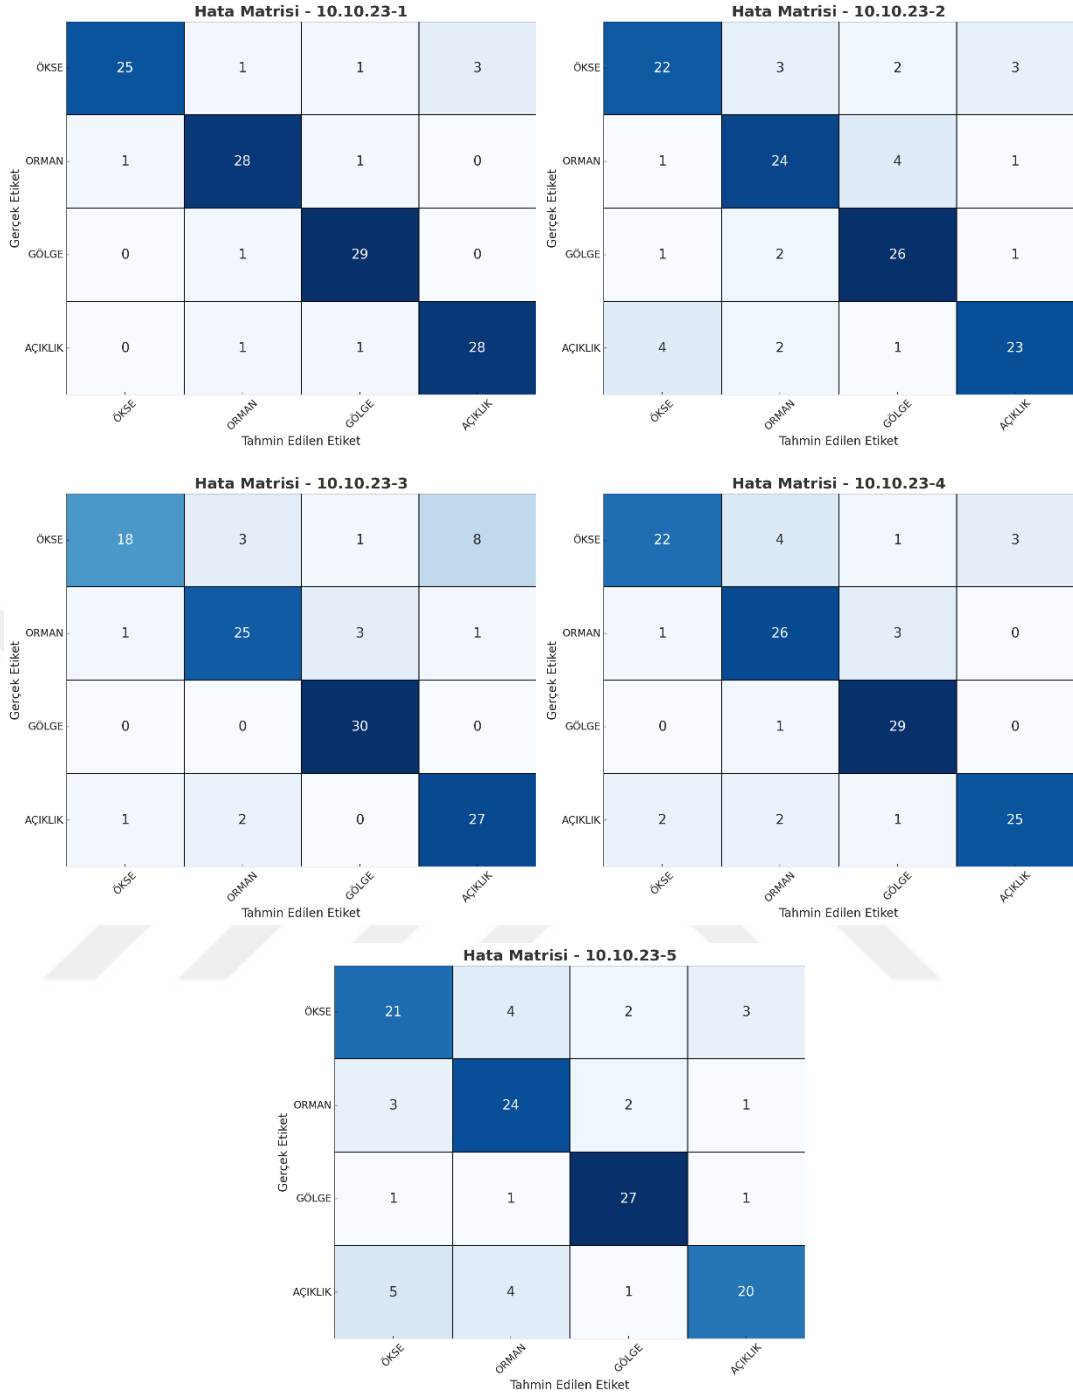 Hata Matrisi - 10.10.23-1
ÖKSE 25 1 1 3
ORMAN 1 28 1 0
GÖLGE 0 1 29 0
AÇIKLIK 0 1 1 28
Gerçek Etiket
ÖKSE ORMAN GÖLGE AÇIKLIK
Tahmin Edilen Etiket
Hata Matrisi - 10.10.23-2
ÖKSE 22 3 2 3
ORMAN 1 24 4 1
GÖLGE 1 2 26 1
AÇIKLIK 4 2 1 23
Gerçek Etiket
ÖKSE ORMAN GÖLGE AÇIKLIK
Tahmin Edilen Etiket
Hata Matrisi - 10.10.23-3
ÖKSE 18 3 1 8
ORMAN 1 25 3 1
GÖLGE 0 0 30 0
AÇIKLIK 1 2 0 27
Gerçek Etiket
ÖKSE ORMAN GÖLGE AÇIKLIK
Tahmin Edilen Etiket
Hata Matrisi - 10.10.23-4
ÖKSE 22 4 1 3
ORMAN 1 26 3 0
GÖLGE 0 1 29 0
AÇIKLIK 2 2 1 25
Gerçek Etiket
ÖKSE ORMAN GÖLGE AÇIKLIK
Tahmin Edilen Etiket
Hata Matrisi - 10.10.23-5
ÖKSE 21 4 2 3
ORMAN 3 24 2 1
GÖLGE 1 1 27 1
AÇIKLIK 5 4 1 20
Gerçek Etiket
ÖKSE ORMAN GÖLGE AÇIKLIK
Tahmin Edilen Etiket